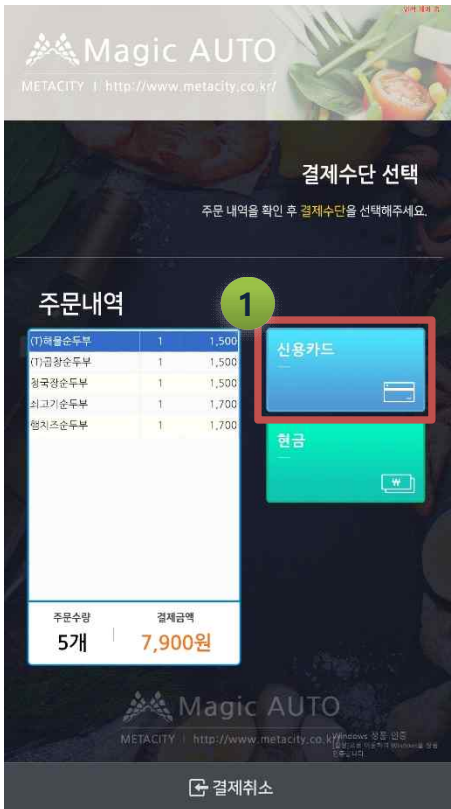 Magic AUTO
METACITY | http://www.metacity.co.kr/
결제수단 선택
주문 내역을 확인 후 결제수단을 선택해주세요.
주문내역
1
(T)해물순두부 1 1,500
(T)곱창순두부 1 1,500
청국장순두부 1 1,500
쇠고기순두부 1 1,700
햄치즈순두부 1 1,700
신용카드
현금
₩
주문수량 결제금액
5개 7,900원
Magic AUTO
METACITY | http://www.metacity.co.kr/
Windows 정품 인증
결제취소